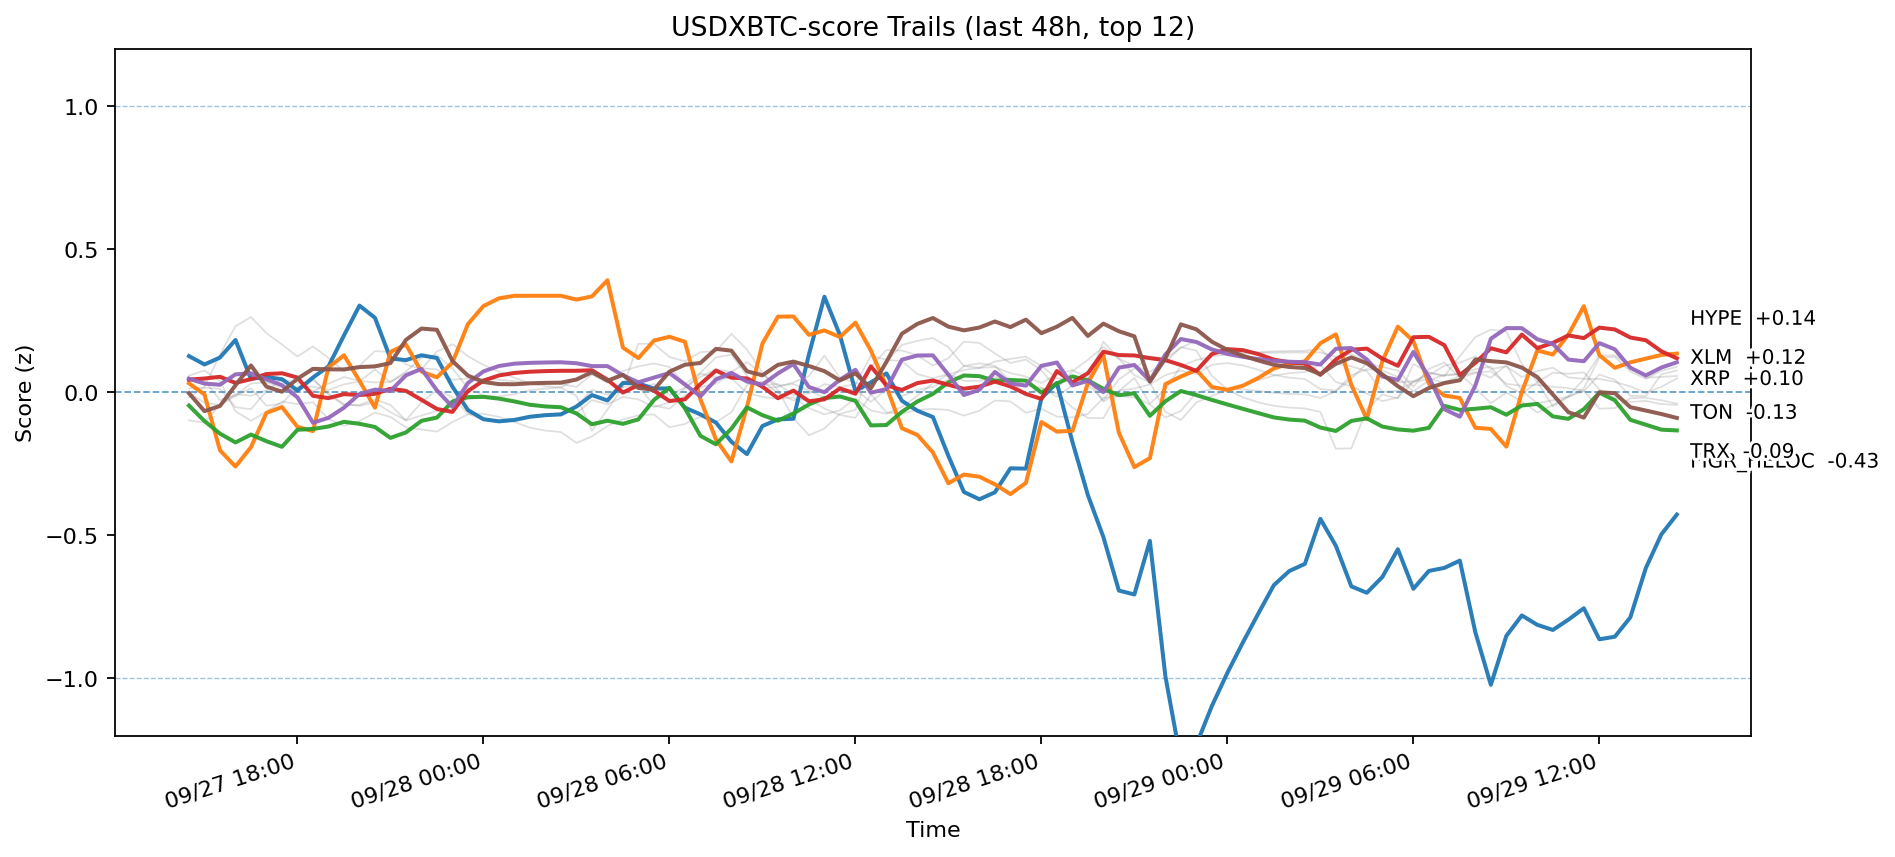 USDXBTC-score Trails (last 48h, top 12)
Score (z)
1.0
0.5
0.0
−0.5
−1.0
HYPE +0.14
XLM +0.12
XRP +0.10
TON -0.13
TRX -0.09
-0.43
09/27 18:00
09/28 00:00
09/28 06:00
09/28 12:00
09/28 18:00
09/29 00:00
09/29 06:00
09/29 12:00
Time